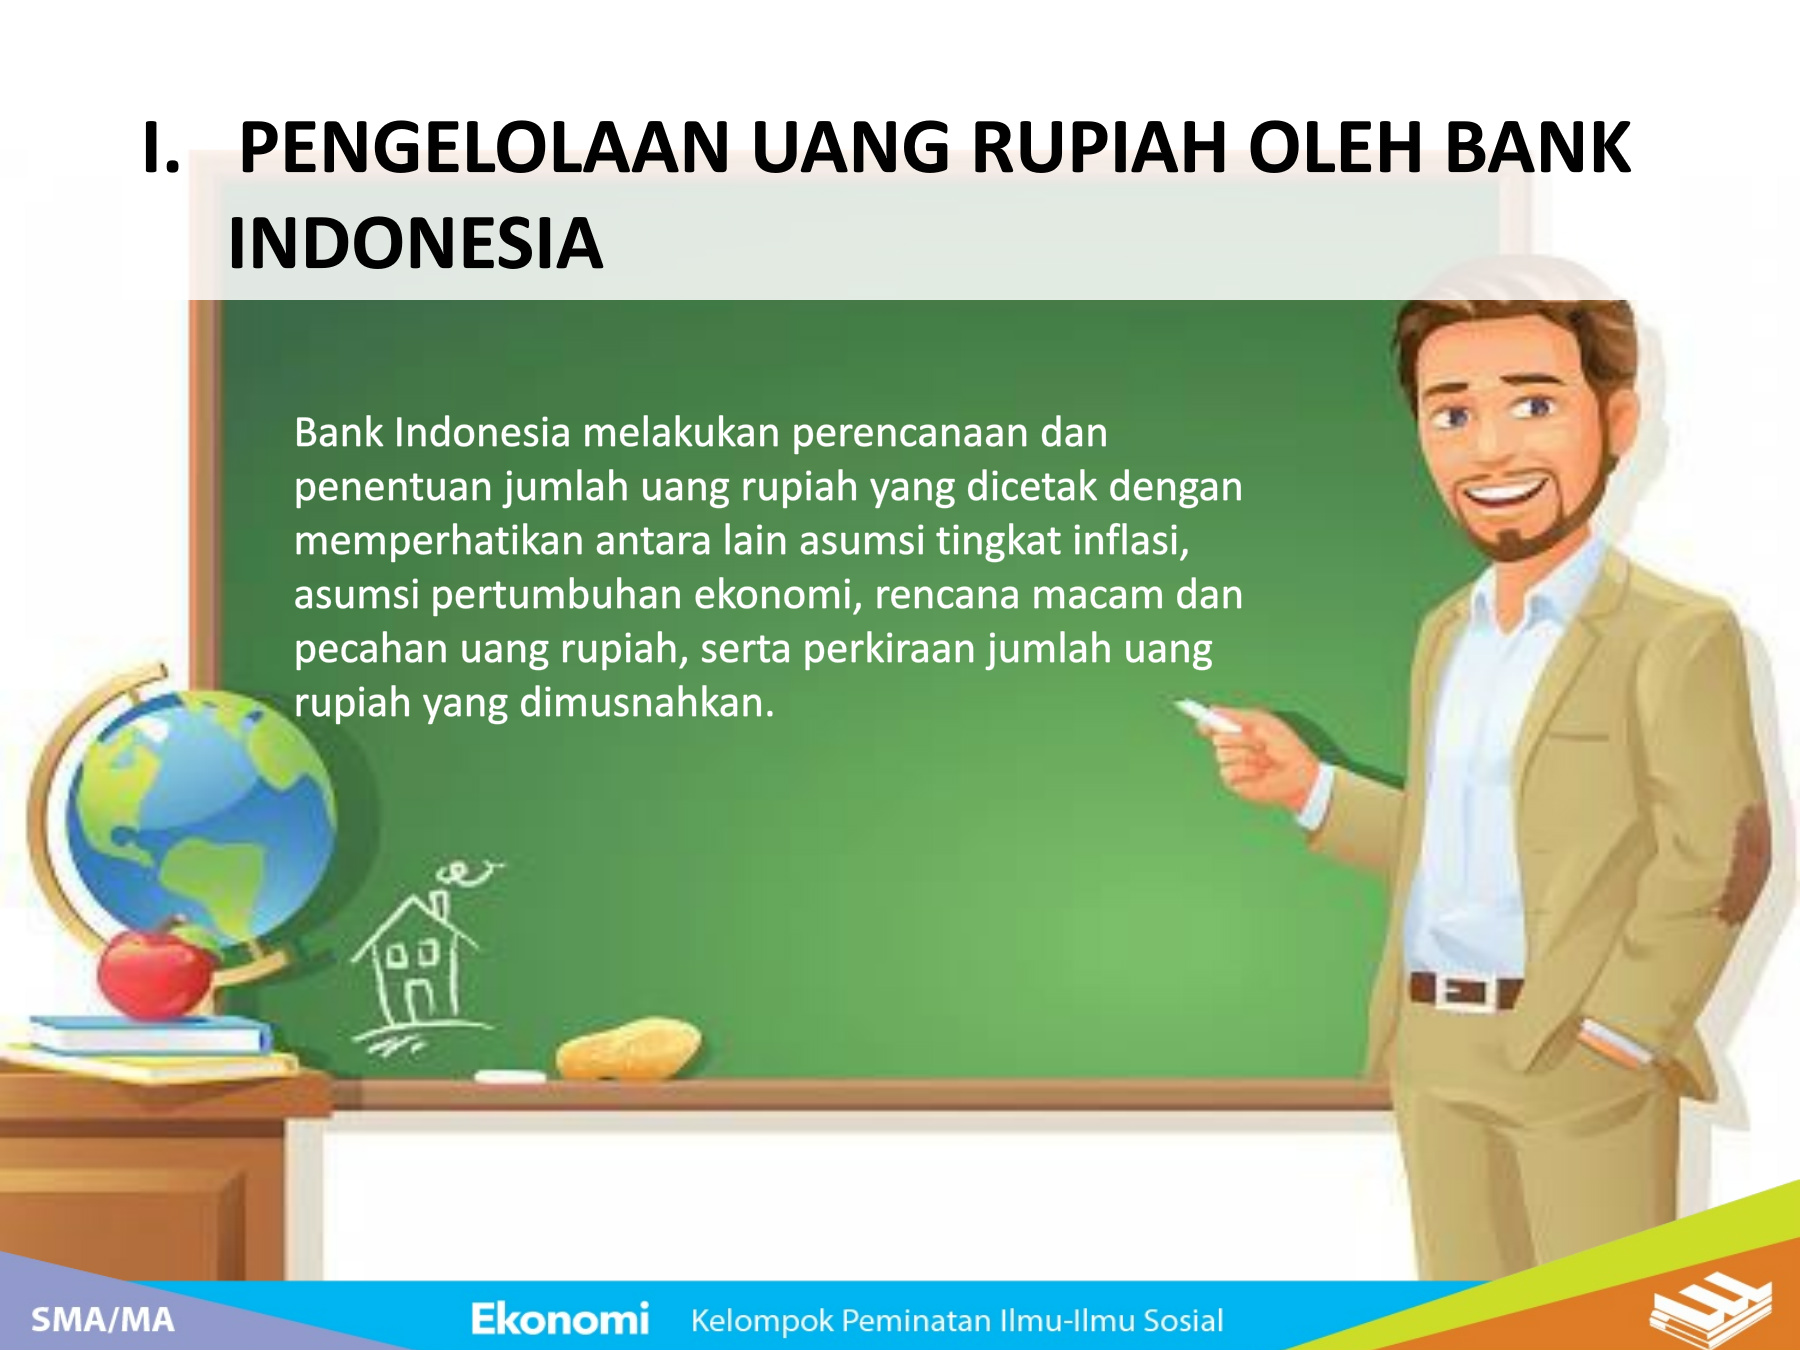 I. PENGELOLAAN UANG RUPIAH OLEH BANK
INDONESIA
Bank Indonesia melakukan perencanaan dan
penentuan jumlah uang rupiah yang dicetak dengan
memperhatikan antara lain asumsi tingkat inflasi,
asumsi pertumbuhan ekonomi, rencana macam dan
pecahan uang rupiah, serta perkiraan jumlah uang
rupiah yang dimusnahkan.
SMA/MA
Ekonomi Kelompok Peminatan Ilmu-Ilmu Sosial